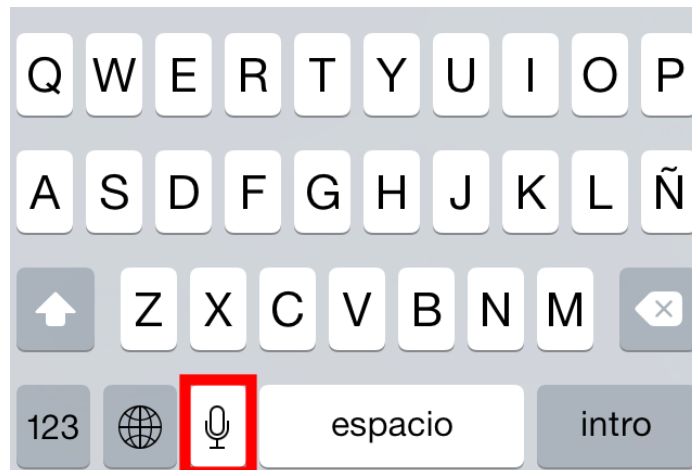 Q W E R T Y U I O P
A S D F G H J K L Ñ
Z X C V B N M
123 espacio intro